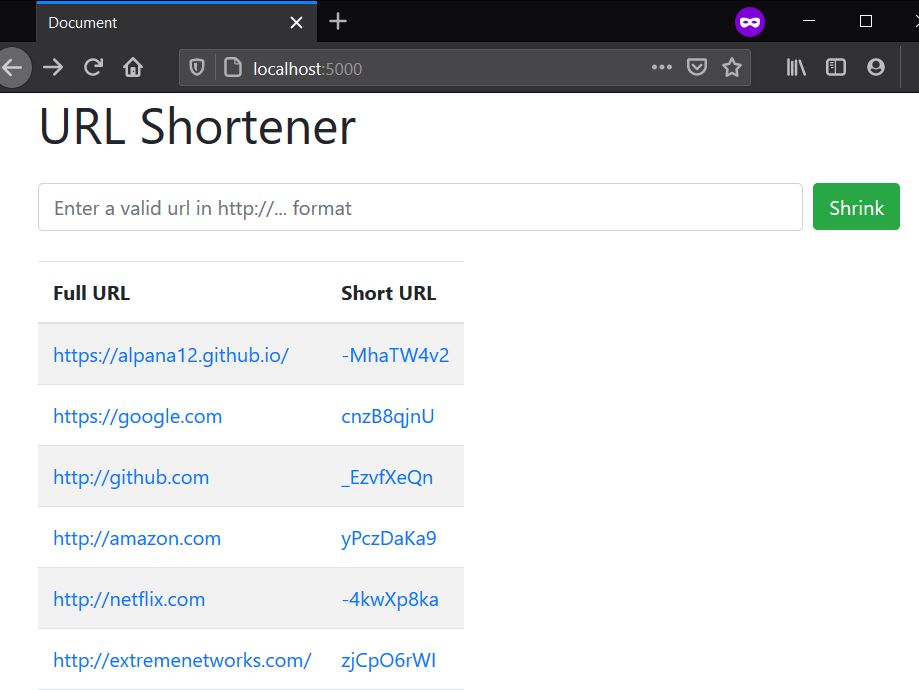 Document
localhost:5000
URL Shortener
Enter a valid url in http://... format
Shrink
Full URL Short URL
https://alpana12.github.io/ -MhaTW4v2
https://google.com cnzB8qjnU
http://github.com _EzvfXeQn
http://amazon.com yPczDaKa9
http://netflix.com -4kwXp8ka
http://extremenetworks.com/ zjCpO6rWI